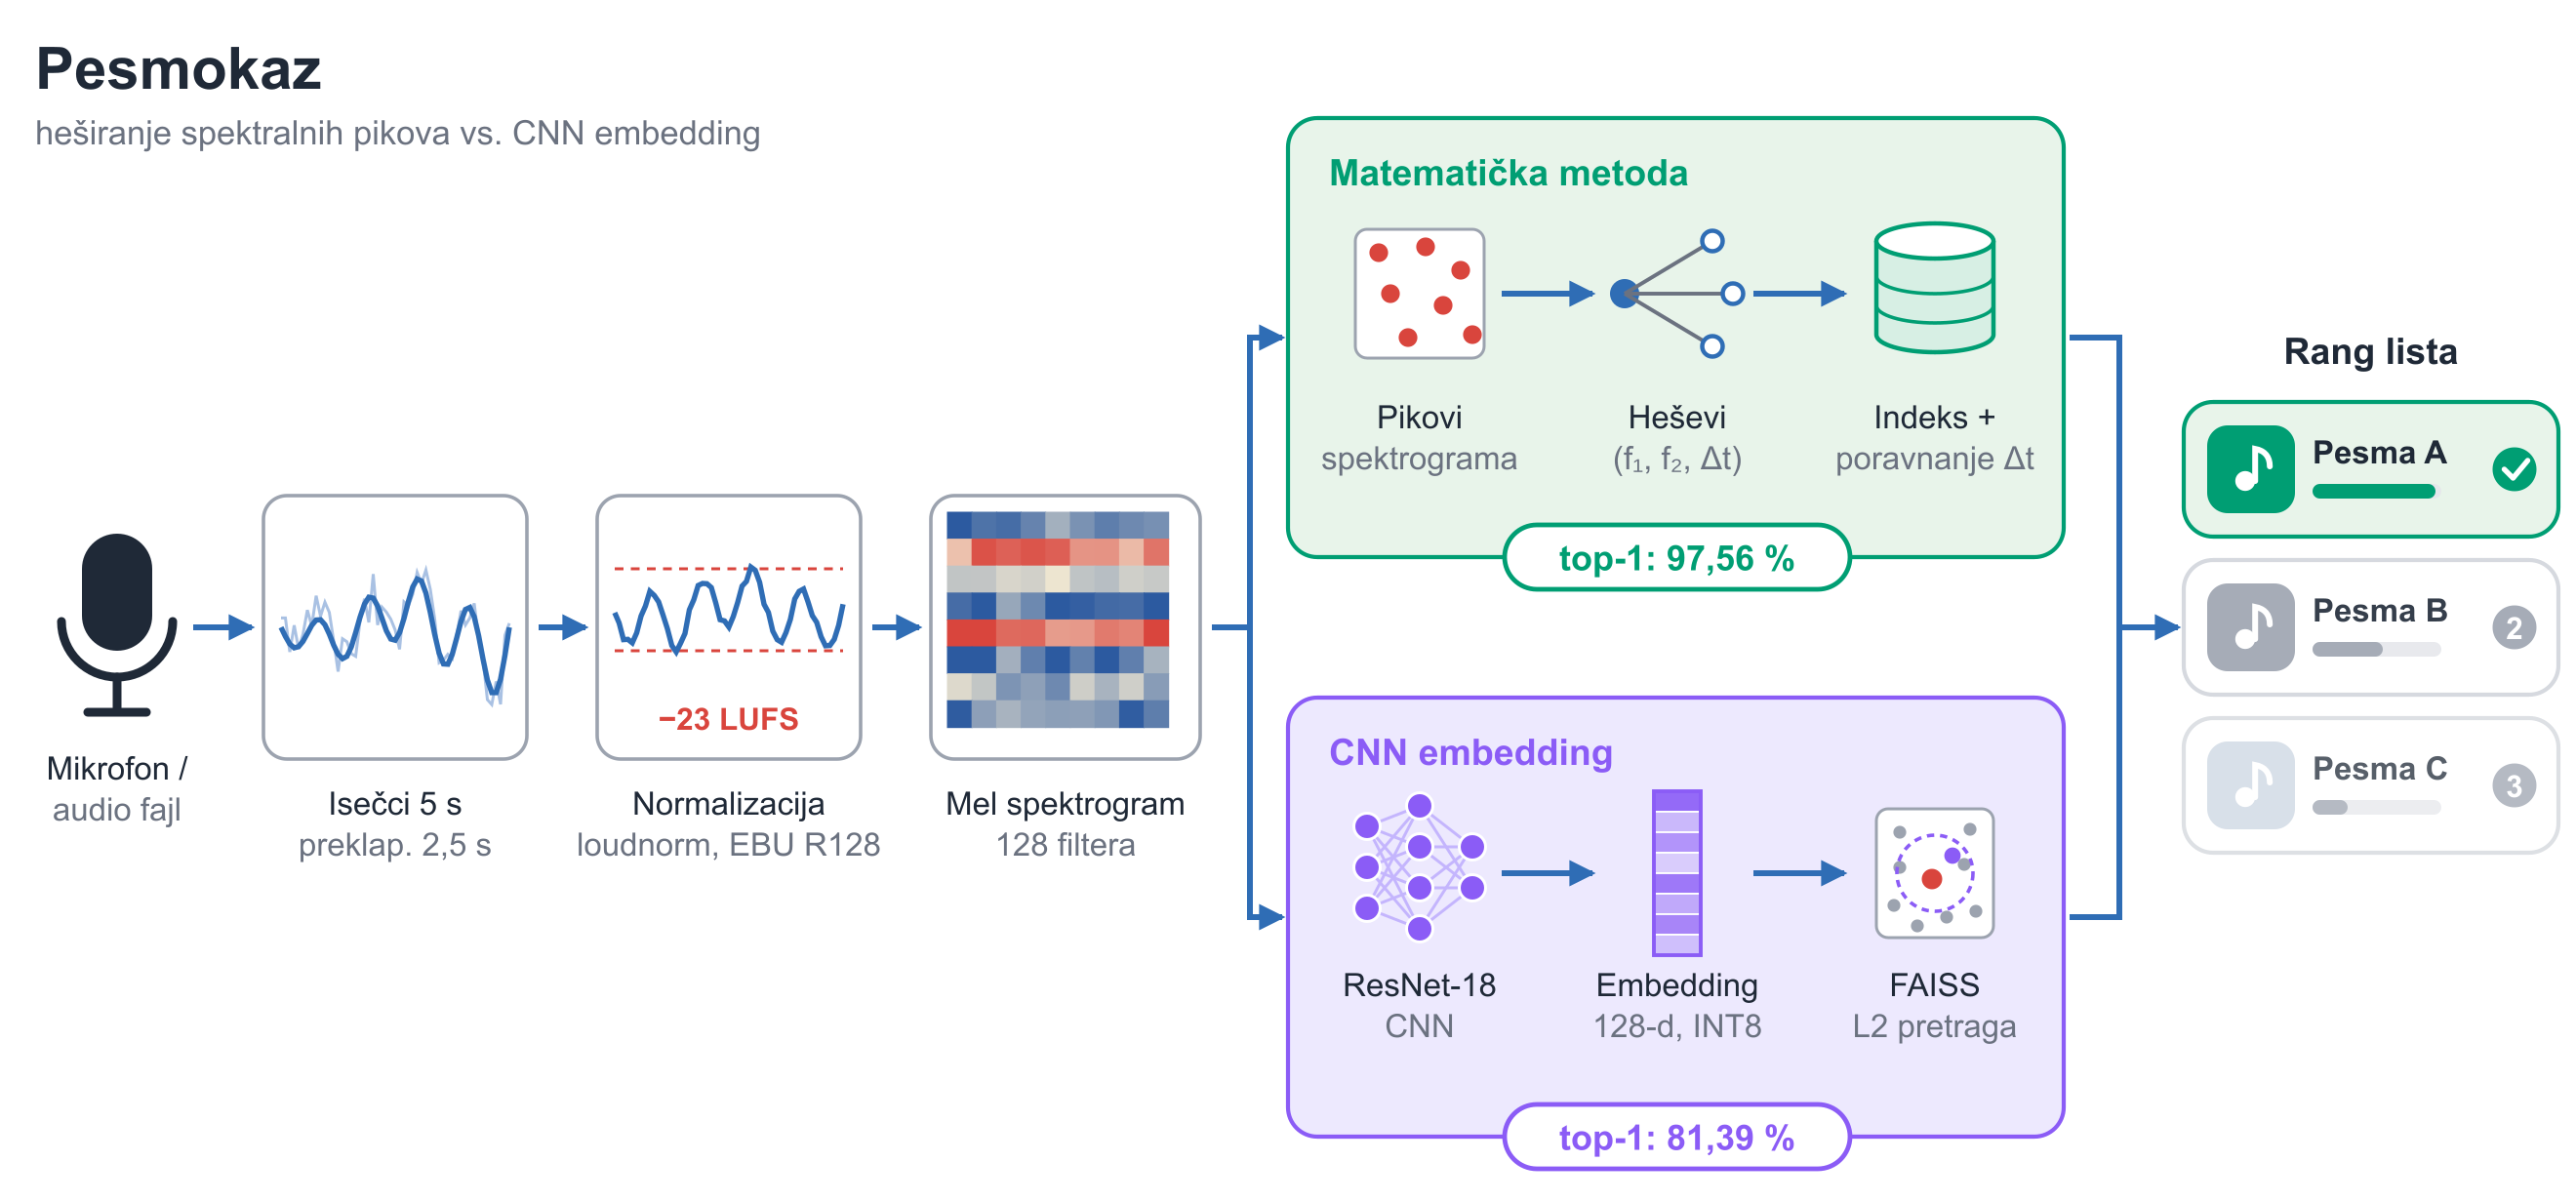 Pesmokaz
heširanje spektralnih pikova vs. CNN embedding
Mikrofon /
audio fajl
Isečci 5 s
preklap. 2,5 s
−23 LUFS
Normalizacija
loudnorm, EBU R128
Mel spektrogram
128 filtera
Matematička metoda
Pikovi
spektrograma
Heševi
(f₁, f₂, Δt)
Indeks +
poravnanje Δt
top-1: 97,56 %
CNN embedding
ResNet-18
CNN
Embedding
128-d, INT8
FAISS
L2 pretraga
top-1: 81,39 %
Rang lista
Pesma A
Pesma B
2
Pesma C
3